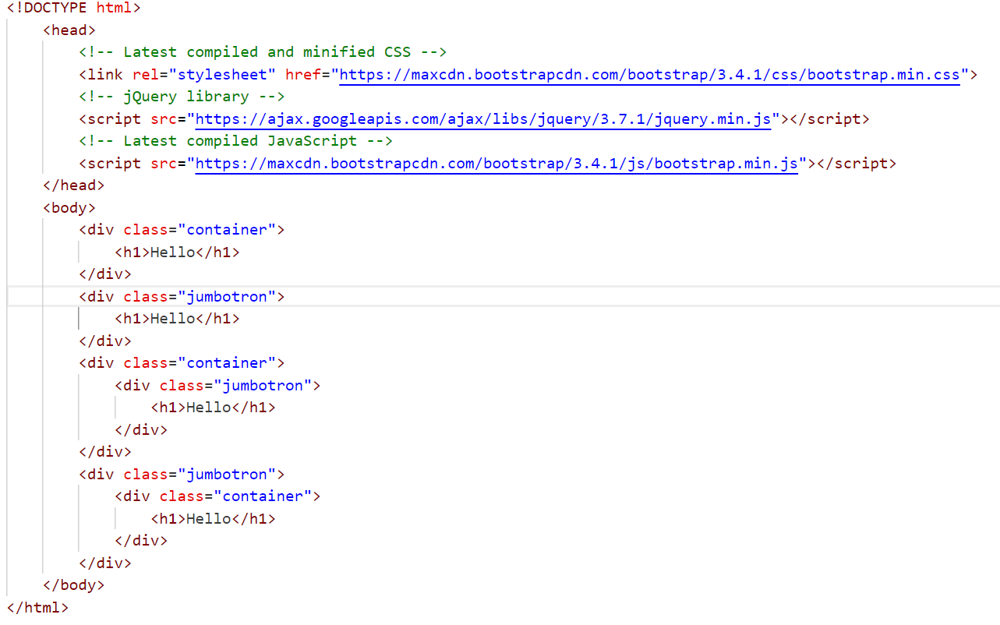 <!DOCTYPE html>
    <head>
        <!-- Latest compiled and minified CSS -->
        <link rel="stylesheet" href="https://maxcdn.bootstrapcdn.com/bootstrap/3.4.1/css/bootstrap.min.css">
        <!-- jQuery library -->
        <script src="https://ajax.googleapis.com/ajax/libs/jquery/3.7.1/jquery.min.js"></script>
        <!-- Latest compiled JavaScript -->
        <script src="https://maxcdn.bootstrapcdn.com/bootstrap/3.4.1/js/bootstrap.min.js"></script>
    </head>
    <body>
        <div class="container">
            <h1>Hello</h1>
        </div>
        <div class="jumbotron">
            <h1>Hello</h1>
        </div>
        <div class="container">
            <div class="jumbotron">
                <h1>Hello</h1>
            </div>
        </div>
        <div class="jumbotron">
            <div class="container">
                <h1>Hello</h1>
            </div>
        </div>
    </body>
</html>